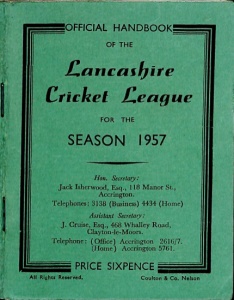 OFFICIAL HANDBOOK
OF THE
Lancashire
Cricket League
FOR THE
SEASON 1957
Hon. Secretary:
Jack Isherwood, Esq., 118 Manor St.,
Accrington.
Telephones: 3138 (Business) 4434 (Home)
Assistant Secretary:
J. Cruise, Esq., 468 Whalley Road,
Clayton-le-Moors.
Telephone: (Office) Accrington 2616/7.
(Home) Accrington 5761.
PRICE SIXPENCE
All Rights Reserved. Coulton & Co. Nelson